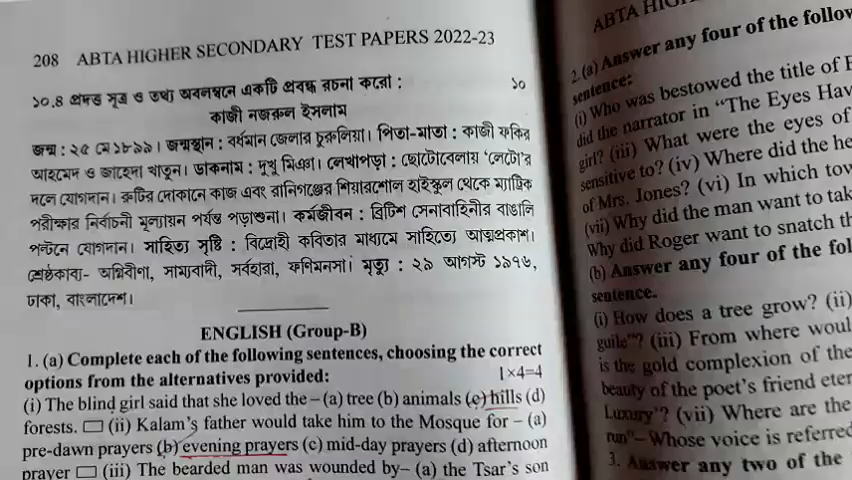 208 ABTA HIGHER SECONDARY TEST PAPERS 2022-23
১০.৪ প্রদত্ত সূত্র ও তথ্য অবলম্বনে একটি প্রবন্ধ রচনা করো : ১০
কাজী নজরুল ইসলাম
জন্ম : ২৫ মে ১৮৯৯। জন্মস্থান : বর্ধমান জেলার চুরুলিয়া। পিতা-মাতা : কাজী ফকির
আহমেদ ও জাহেদা খাতুন। ডাকনাম : দুখু মিঞা। লেখাপড়া : ছোটোবেলায় 'লেটো'র
দলে যোগদান। রুটির দোকানে কাজ এবং রানিগঞ্জের শিয়ারশোল হাইস্কুল থেকে ম্যাট্রিক
পরীক্ষার নির্বাচনী মূল্যায়ন পর্যন্ত পড়াশুনা। কর্মজীবন : ব্রিটিশ সেনাবাহিনীর বাঙালি
পল্টনে যোগদান। সাহিত্য সৃষ্টি : বিদ্রোহী কবিতার মাধ্যমে সাহিত্যে আত্মপ্রকাশ।
শ্রেষ্ঠকাব্য- অগ্নিবীণা, সাম্যবাদী, সর্বহারা, ফণিমনসা। মৃত্যু : ২৯ আগস্ট ১৯৭৬,
ঢাকা, বাংলাদেশ।
ENGLISH (Group-B)
1. (a) Complete each of the following sentences, choosing the correct
options from the alternatives provided: 1×4=4
(i) The blind girl said that she loved the – (a) tree (b) animals (c) hills (d)
forests. (ii) Kalam's father would take him to the Mosque for – (a)
pre-dawn prayers (b) evening prayers (c) mid-day prayers (d) afternoon
prayer (iii) The bearded man was wounded by– (a) the Tsar's son
ABTA
2.(a) Answer any four of the follow
sentence:
(i) Who was bestowed the title of
did the narrator in "The Eyes Hav
girl? (iii) What were the eyes of
sensitive to? (iv) Where did the he
of Mrs. Jones? (vi) In which tow
(vii) Why did the man want to tak
Why did Roger want to snatch th
(b) Answer any four of the fol
sentence.
(i) How does a tree grow? (ii)
guile"? (iii) From where woul
is the gold complexion of the
beauty of the poet's friend eter
Luxury'? (vii) Where are the
run"– Whose voice is referred
3. Answer any two of the